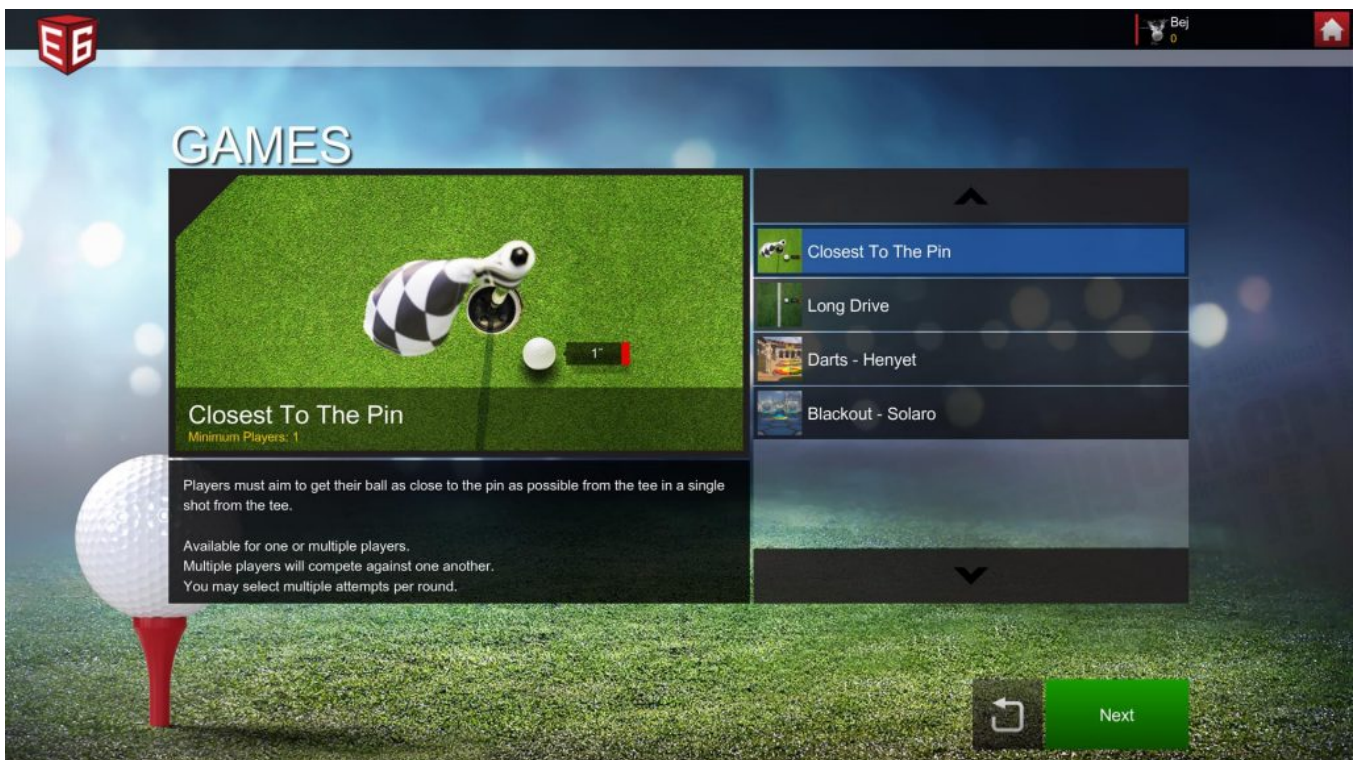 E6
Bej
0
GAMES
1"
Closest To The Pin
Minimum Players: 1
Players must aim to get their ball as close to the pin as possible from the tee in a single
shot from the tee.
Available for one or multiple players.
Multiple players will compete against one another.
You may select multiple attempts per round.
Closest To The Pin
Long Drive
Darts - Henyet
Blackout - Solaro
Next